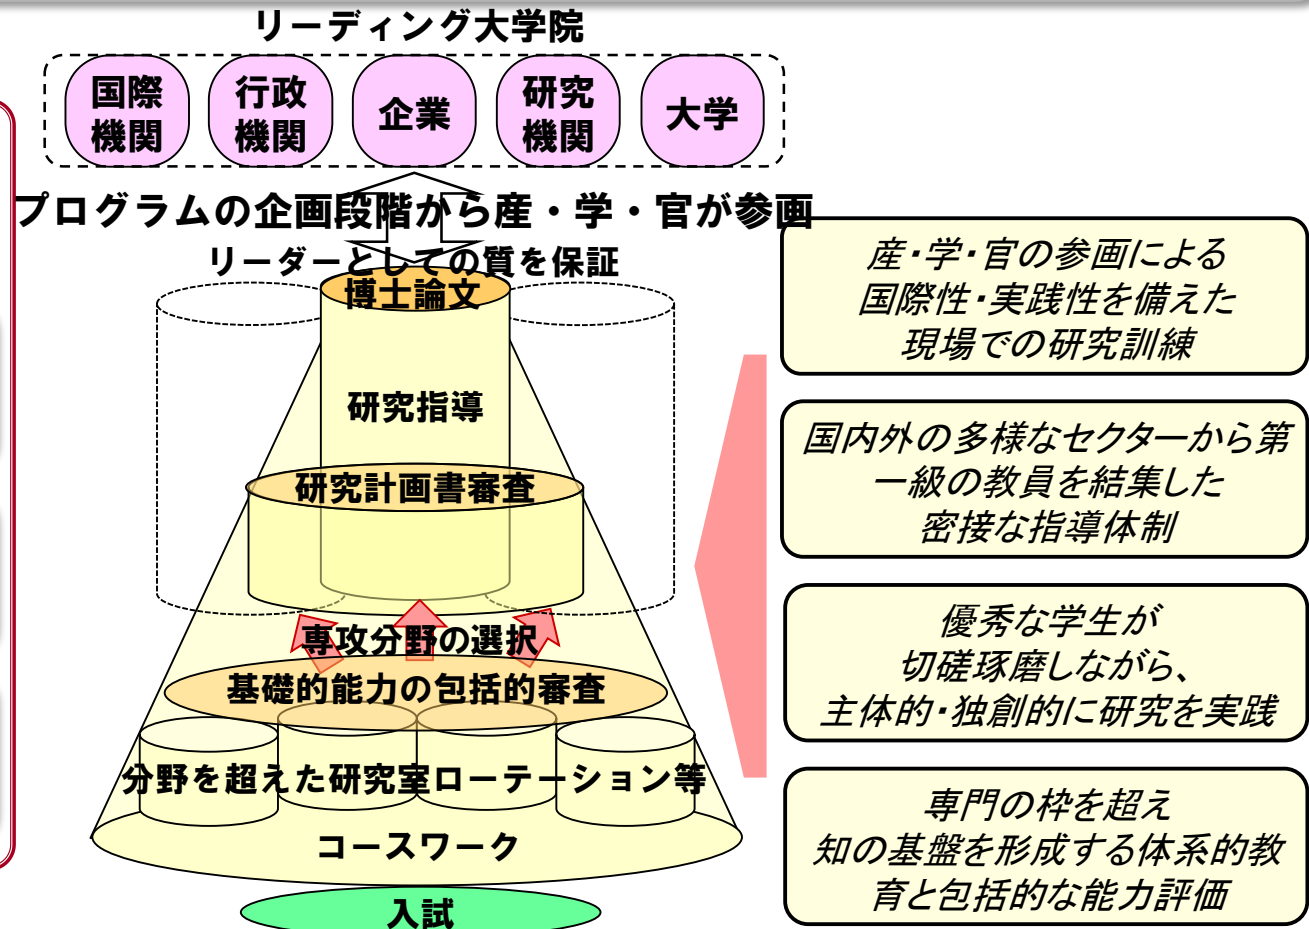 リーディング大学院
国際
機関
行政
機関
企業
研究
機関
大学
プログラムの企画段階から産・学・官が参画
リーダーとしての質を保証
博士論文
研究指導
研究計画書審査
専攻分野の選択
基礎的能力の包括的審査
分野を超えた研究室ローテーション等
コースワーク
入試
産・学・官の参画による
国際性・実践性を備えた
現場での研究訓練
国内外の多様なセクターから第
一級の教員を結集した
密接な指導体制
優秀な学生が
切磋琢磨しながら、
主体的・独創的に研究を実践
専門の枠を超え
知の基盤を形成する体系的教
育と包括的な能力評価